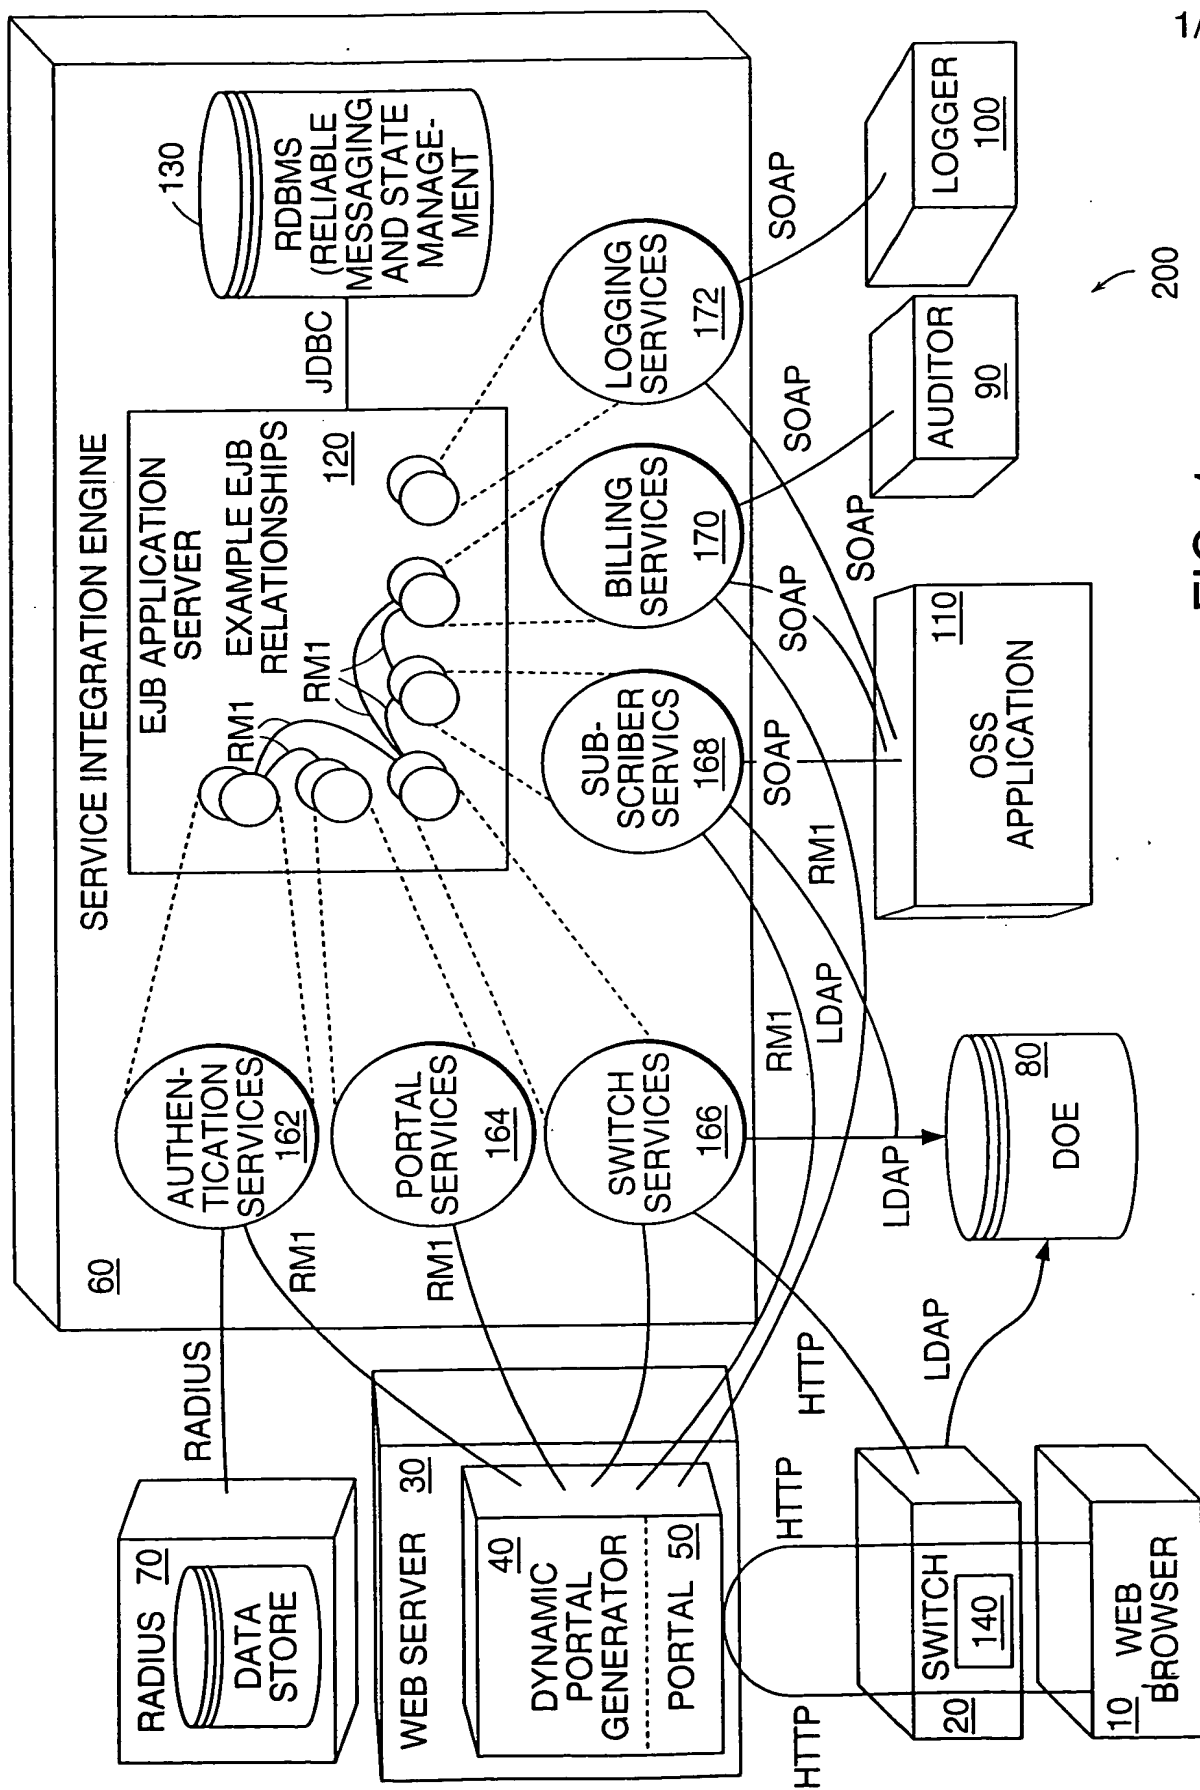 1/
SERVICE INTEGRATION ENGINE
60
EJB APPLICATION
SERVER
EXAMPLE EJB
RELATIONSHIPS
120
RM1
RM1
JDBC
130
RDBMS
(RELIABLE
MESSAGING
AND STATE
MANAGE-
MENT
AUTHEN-
TICATION
SERVICES
162
PORTAL
SERVICES
164
SWITCH
SERVICES
166
SUB-
SCRIBER
SERVICS
168
BILLING
SERVICES
170
LOGGING
SERVICES
172
RADIUS
RM1
RM1
RADIUS 70
DATA
STORE
WEB SERVER 30
40
DYNAMIC
PORTAL
GENERATOR
PORTAL 50
HTTP
HTTP
HTTP
LDAP
LDAP
RM1
LDAP
RM1
SOAP
SOAP
SOAP
SOAP
SOAP
SWITCH
20
140
10
WEB
BROWSER
80
DOE
110
OSS
APPLICATION
AUDITOR
90
LOGGER
100
200